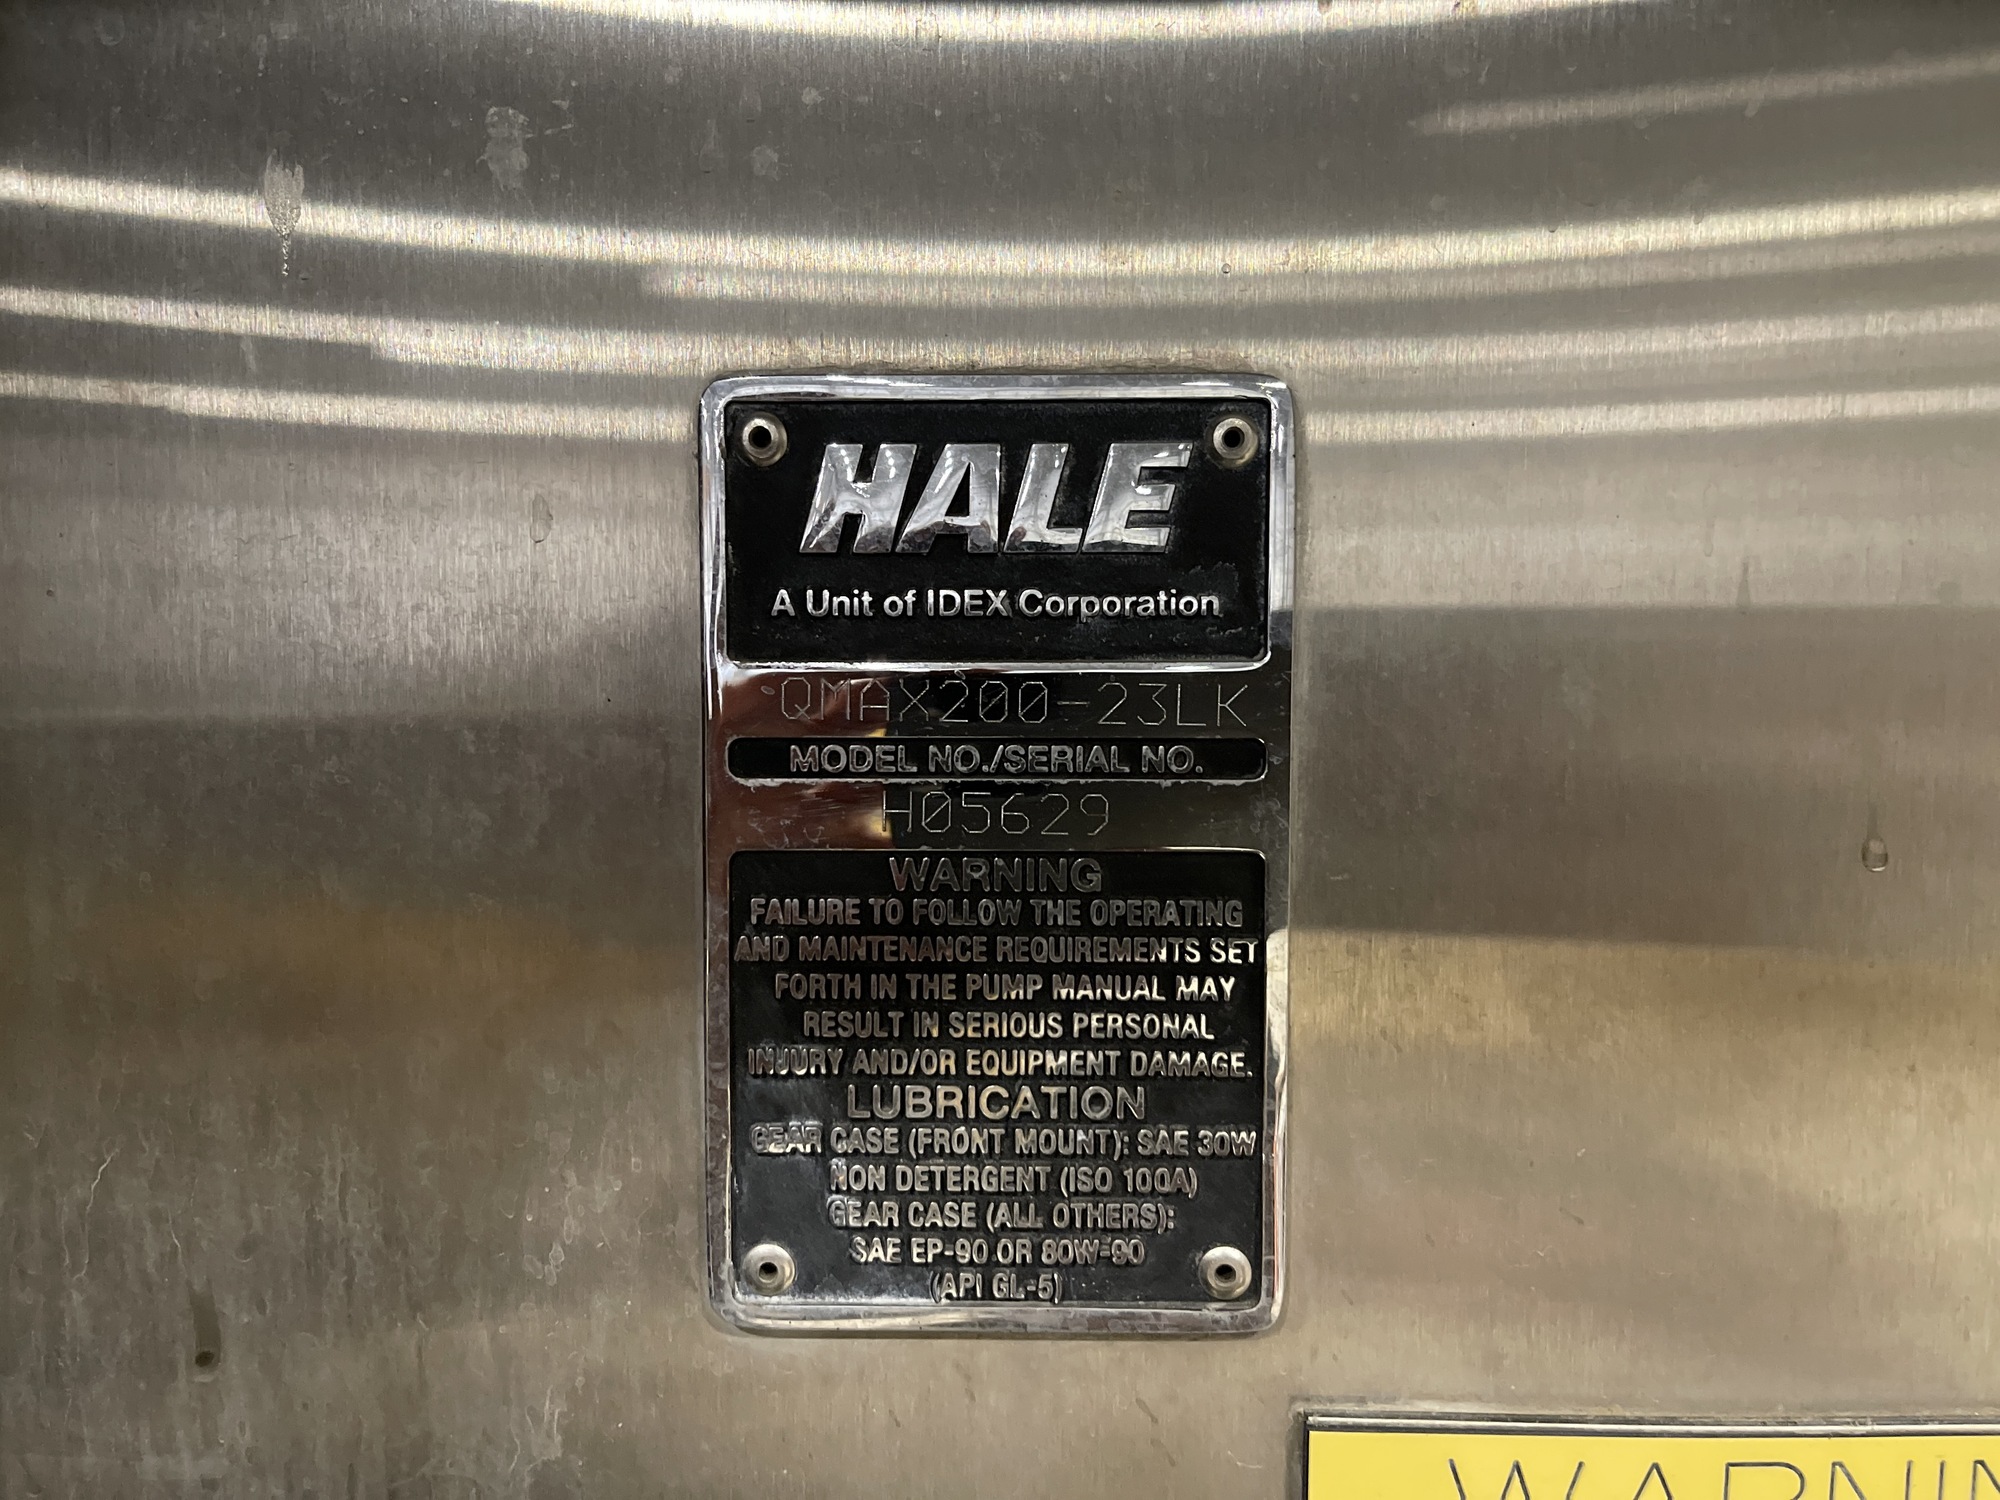 HALE
A Unit of IDEX Corporation
QMAX200-23LK
MODEL NO./SERIAL NO.
H05629
WARNING
FAILURE TO FOLLOW THE OPERATING
AND MAINTENANCE REQUIREMENTS SET
FORTH IN THE PUMP MANUAL MAY
RESULT IN SERIOUS PERSONAL
INJURY AND/OR EQUIPMENT DAMAGE.
LUBRICATION
GEAR CASE (FRONT MOUNT): SAE 30W
NON DETERGENT (ISO 100A)
GEAR CASE (ALL OTHERS):
SAE EP-90 OR 80W-90
(API GL-5)